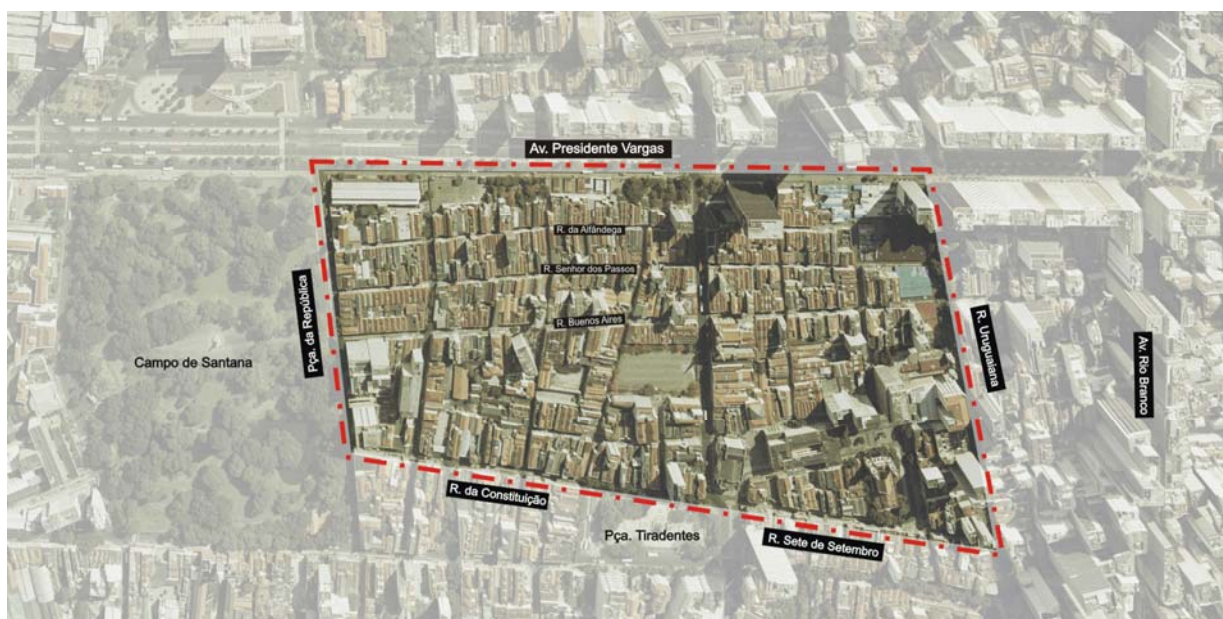 Av. Presidente Vargas
R. da Alfândega
R. Senhor dos Passos
Pça. da República
R. Buenos Aires
R. Uruguaiana
Campo de Santana
Av. Rio Branco
R. da Constituição
Pça. Tiradentes
R. Sete de Setembro